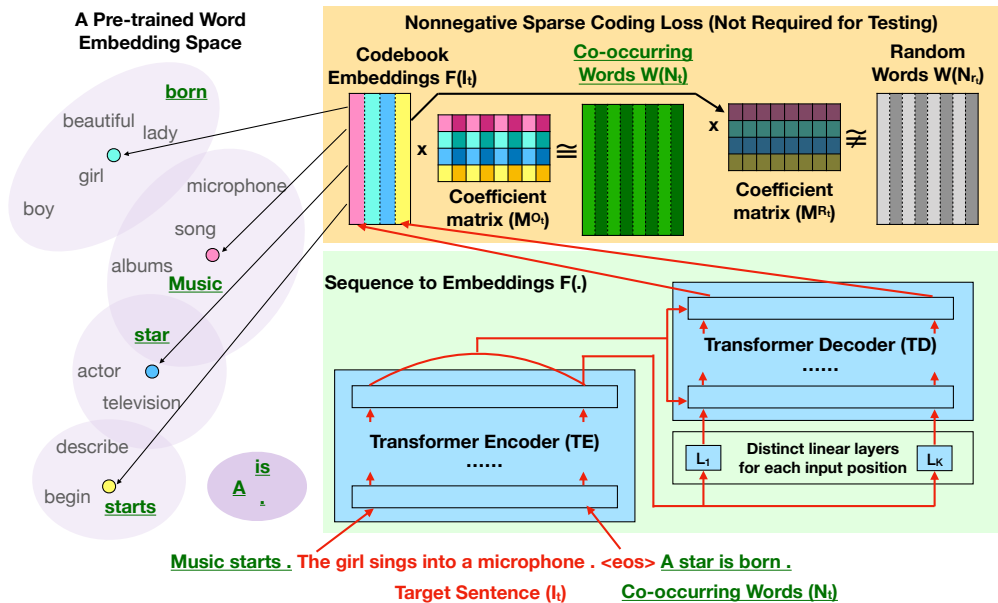 A Pre-trained Word
Embedding Space
born
beautiful
lady
girl
boy
microphone
song
albums
Music
star
actor
television
describe
begin
starts
is
A
.
Nonnegative Sparse Coding Loss (Not Required for Testing)
Codebook
Embeddings F(Iₜ)
Co-occurring
Words W(Nₜ)
Random
Words W(Nᵣₜ)
x
≅
x
≇
Coefficient
matrix (Mᴼₜ)
Coefficient
matrix (Mᴿₜ)
Sequence to Embeddings F(.)
Transformer Decoder (TD)
......
Transformer Encoder (TE)
......
L₁
Distinct linear layers
for each input position
Lₖ
Music starts . The girl sings into a microphone . <eos> A star is born .
Target Sentence (Iₜ)
Co-occurring Words (Nₜ)